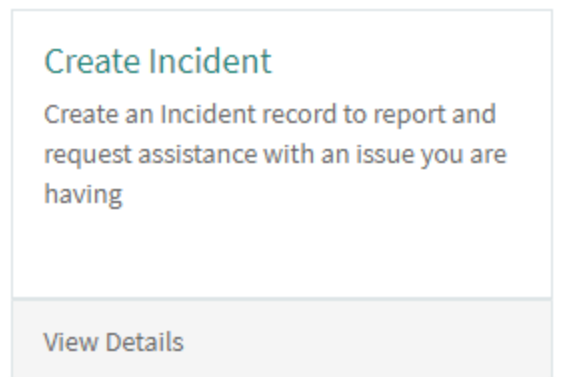 Create Incident
Create an Incident record to report and
request assistance with an issue you are
having
View Details